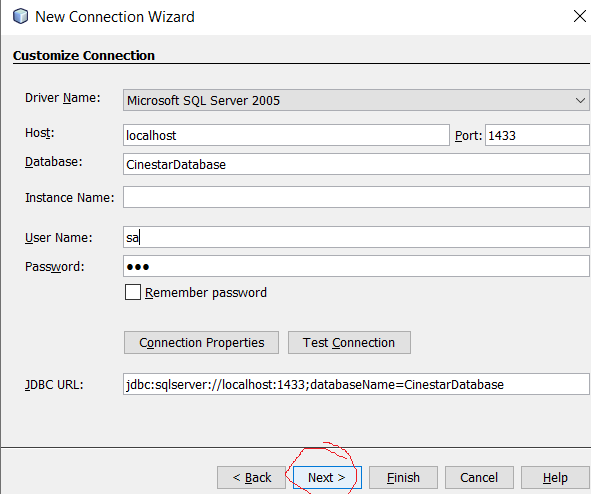 New Connection Wizard
Customize Connection
Driver Name: Microsoft SQL Server 2005
Host: localhost Port: 1433
Database: CinestarDatabase
Instance Name:
User Name: sa
Password: ●●●
Remember password
Connection Properties Test Connection
JDBC URL: jdbc:sqlserver://localhost:1433;databaseName=CinestarDatabase
< Back Next > Finish Cancel Help